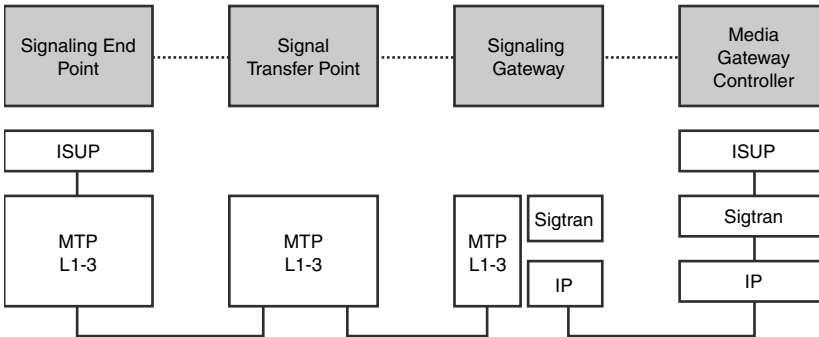 Signaling End
Point
Signal
Transfer Point
Signaling
Gateway
Media
Gateway
Controller
ISUP
ISUP
MTP
L1-3
MTP
L1-3
MTP
L1-3
Sigtran
IP
Sigtran
IP